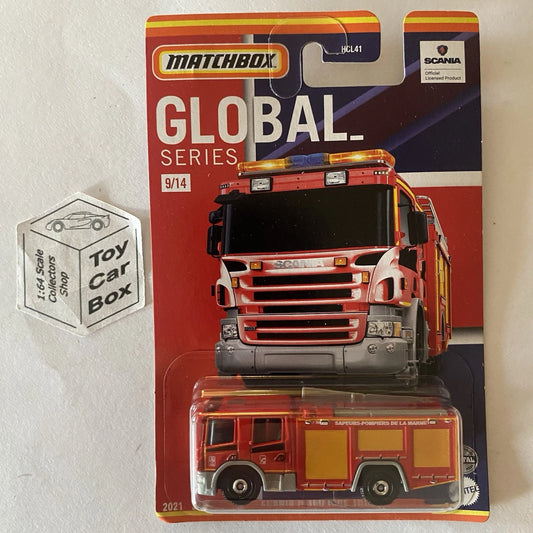 MATCHBOX
HCL41
SCANIA
Official
Licensed Product
GLOBAL_
SERIES
9/14
SCANIA
1:64 Scale
Collectors
Shop
Toy
Car
Box
SAPEURS-POMPIERS DE LA MARNE
2021